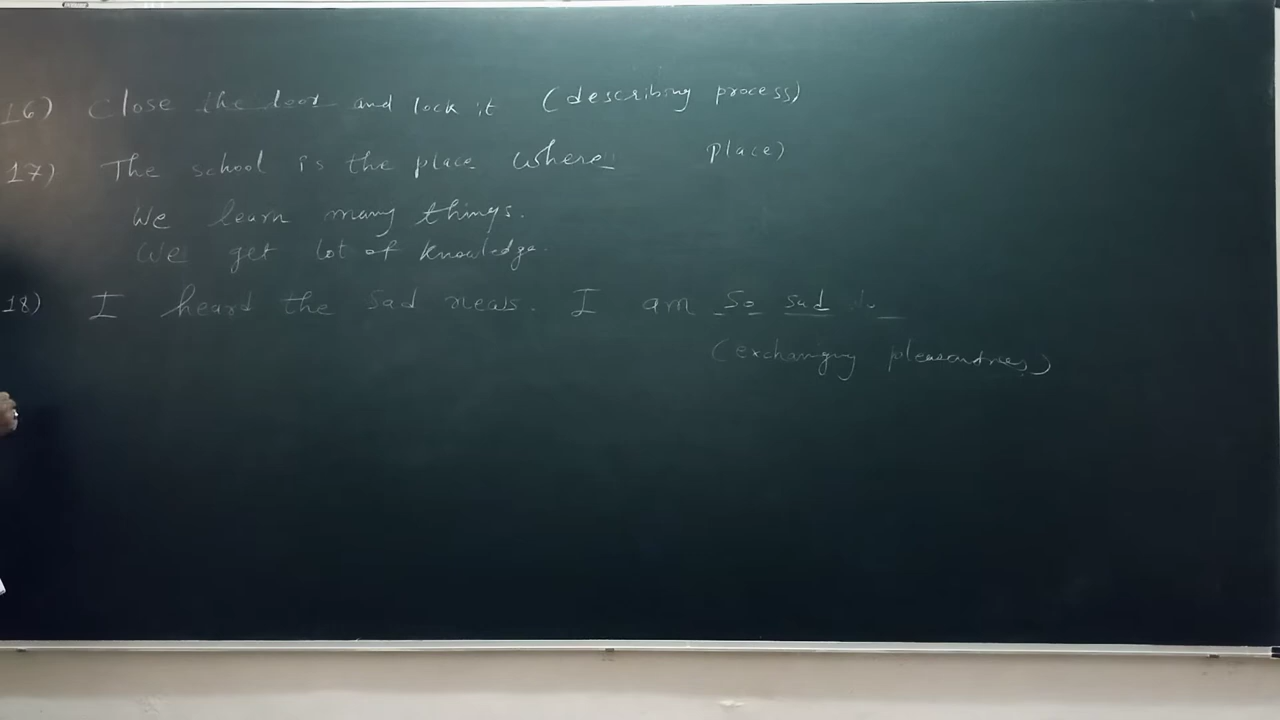 16) Close the door and lock it (describing process)
17) The school is the place where place)
We learn many things.
We get lot of knowledge.
18) I heard the sad news. I am so sad
(exchanging pleasantries)